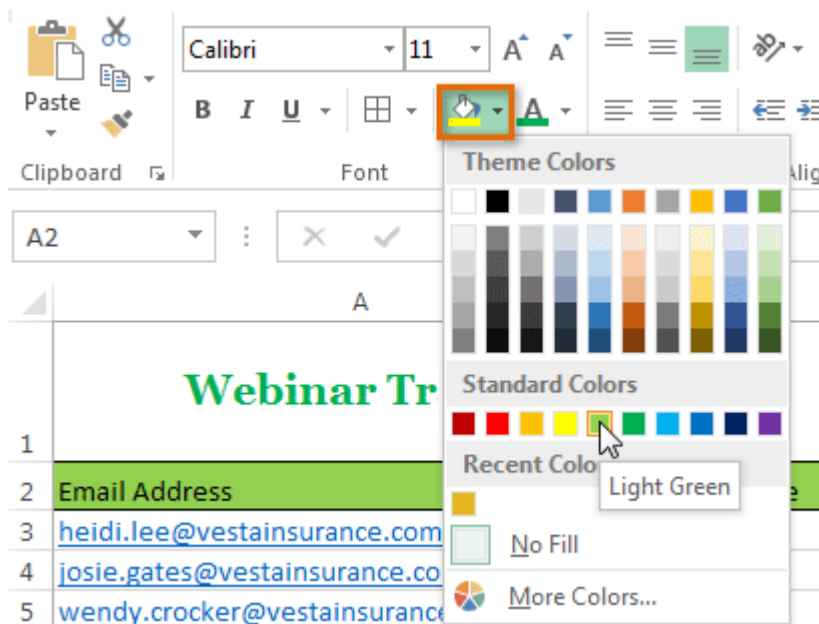 Calibri 11 A A
Paste B I U A
Clipboard Font Alig
Theme Colors
A2
A
Webinar Tr
Standard Colors
1
Recent Colo
Light Green
2 Email Address e
3 heidi.lee@vestainsurance.com
No Fill
4 josie.gates@vestainsurance.co
More Colors...
5 wendy.crocker@vestainsurance